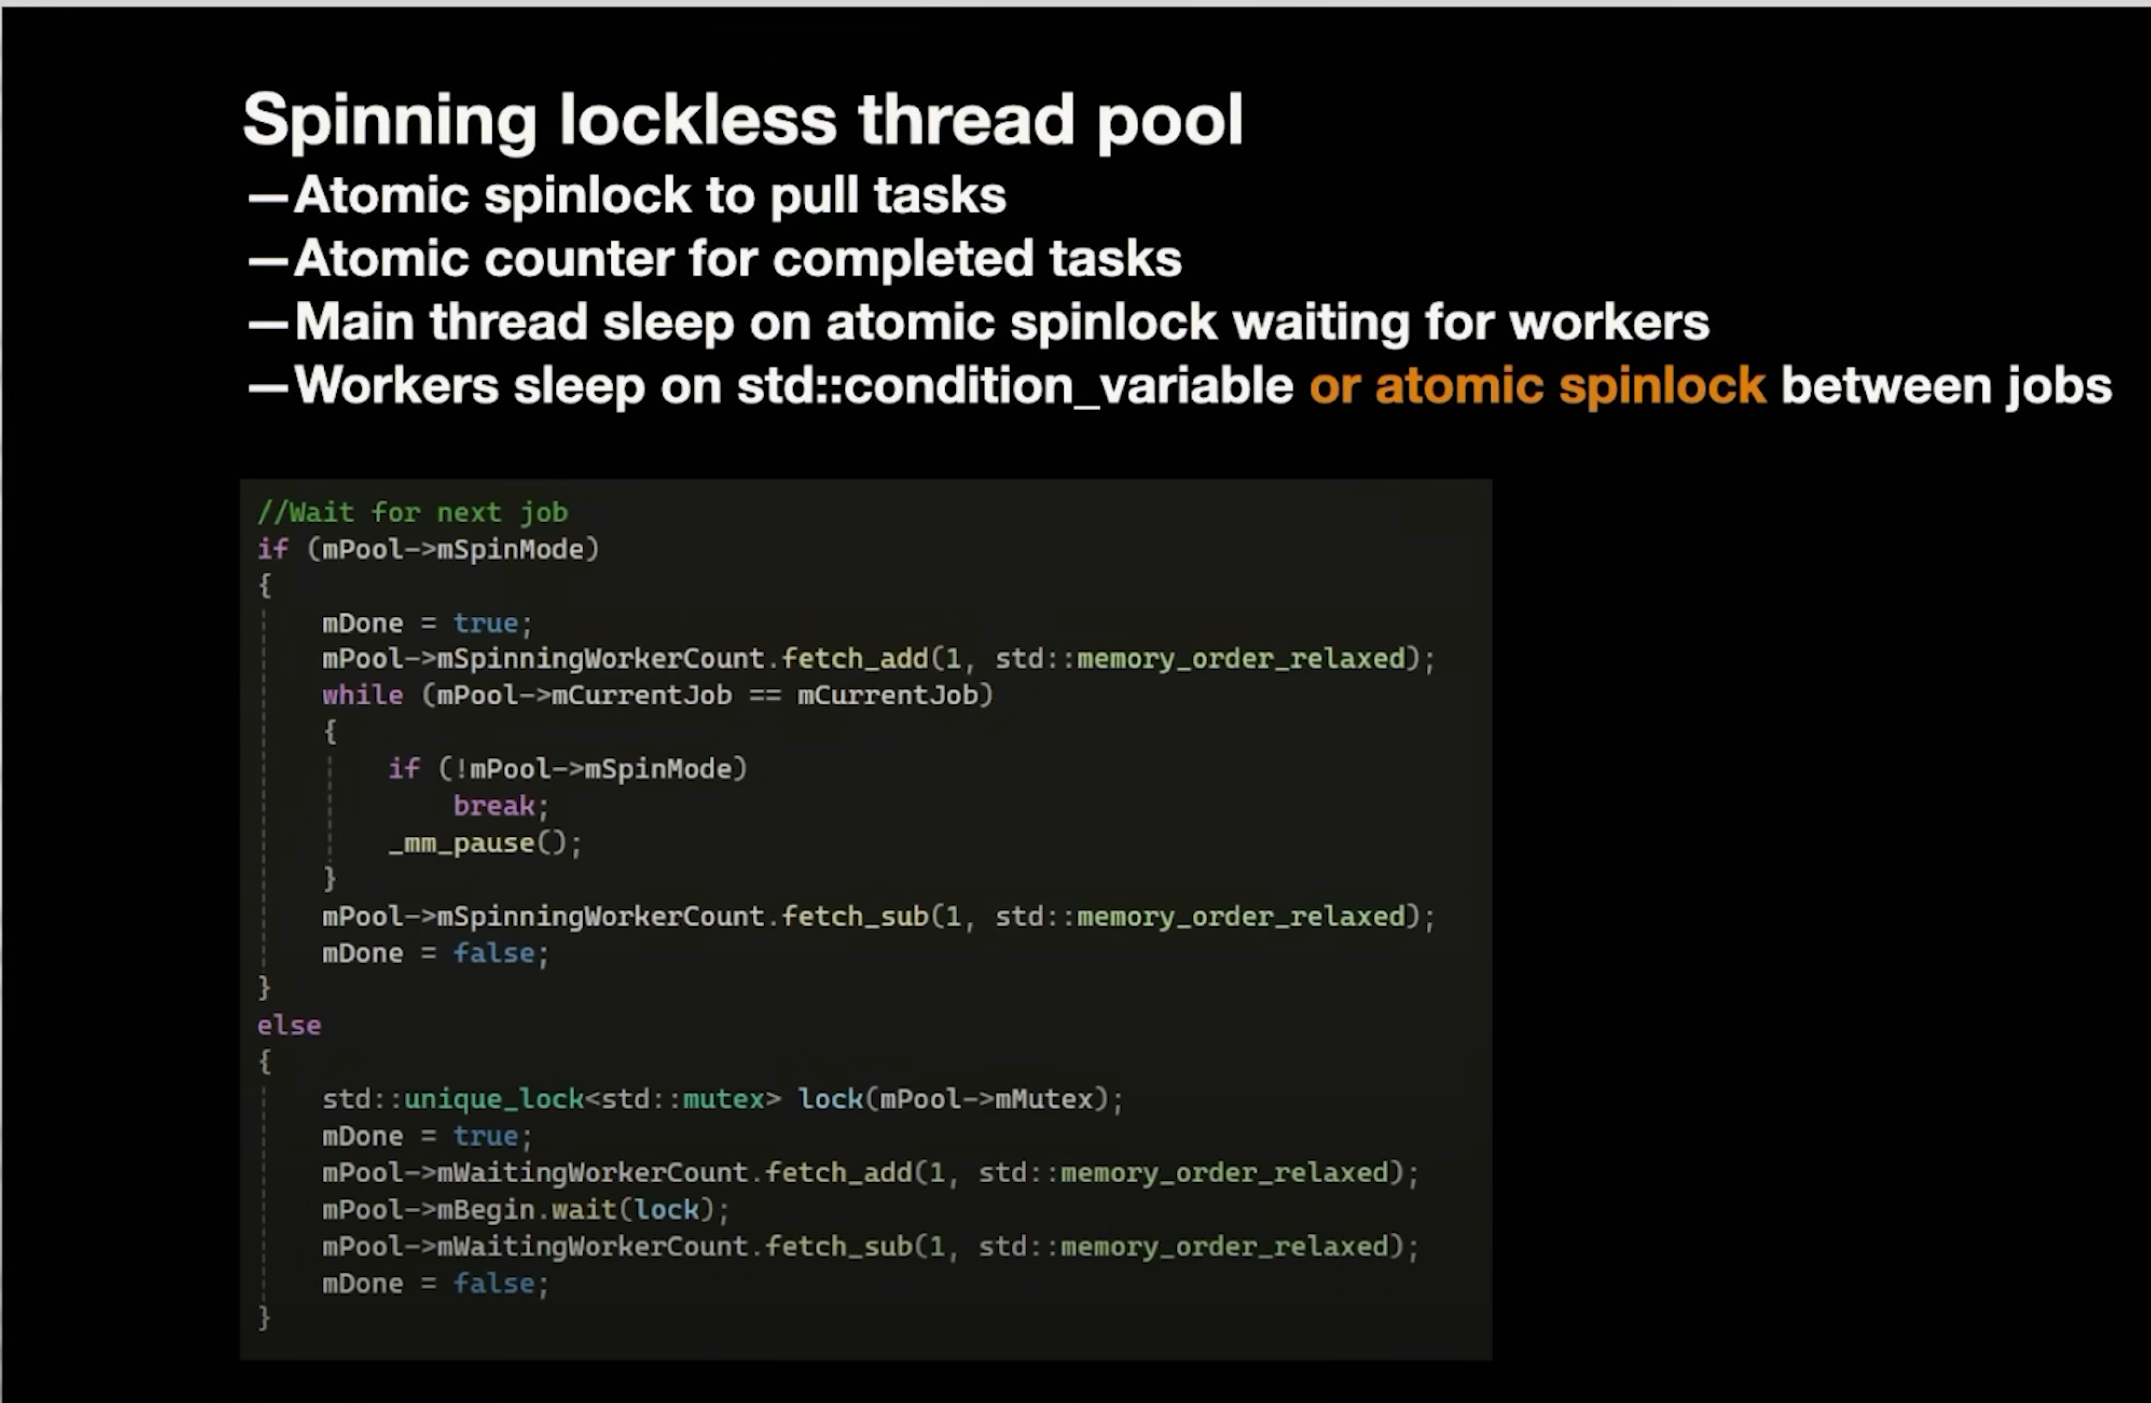 Spinning lockless thread pool
—Atomic spinlock to pull tasks
—Atomic counter for completed tasks
—Main thread sleep on atomic spinlock waiting for workers
—Workers sleep on std::condition_variable or atomic spinlock between jobs
//Wait for next job
if (mPool->mSpinMode)
{
    mDone = true;
    mPool->mSpinningWorkerCount.fetch_add(1, std::memory_order_relaxed);
    while (mPool->mCurrentJob == mCurrentJob)
    {
        if (!mPool->mSpinMode)
            break;
        _mm_pause();
    }
    mPool->mSpinningWorkerCount.fetch_sub(1, std::memory_order_relaxed);
    mDone = false;
}
else
{
    std::unique_lock<std::mutex> lock(mPool->mMutex);
    mDone = true;
    mPool->mWaitingWorkerCount.fetch_add(1, std::memory_order_relaxed);
    mPool->mBegin.wait(lock);
    mPool->mWaitingWorkerCount.fetch_sub(1, std::memory_order_relaxed);
    mDone = false;
}